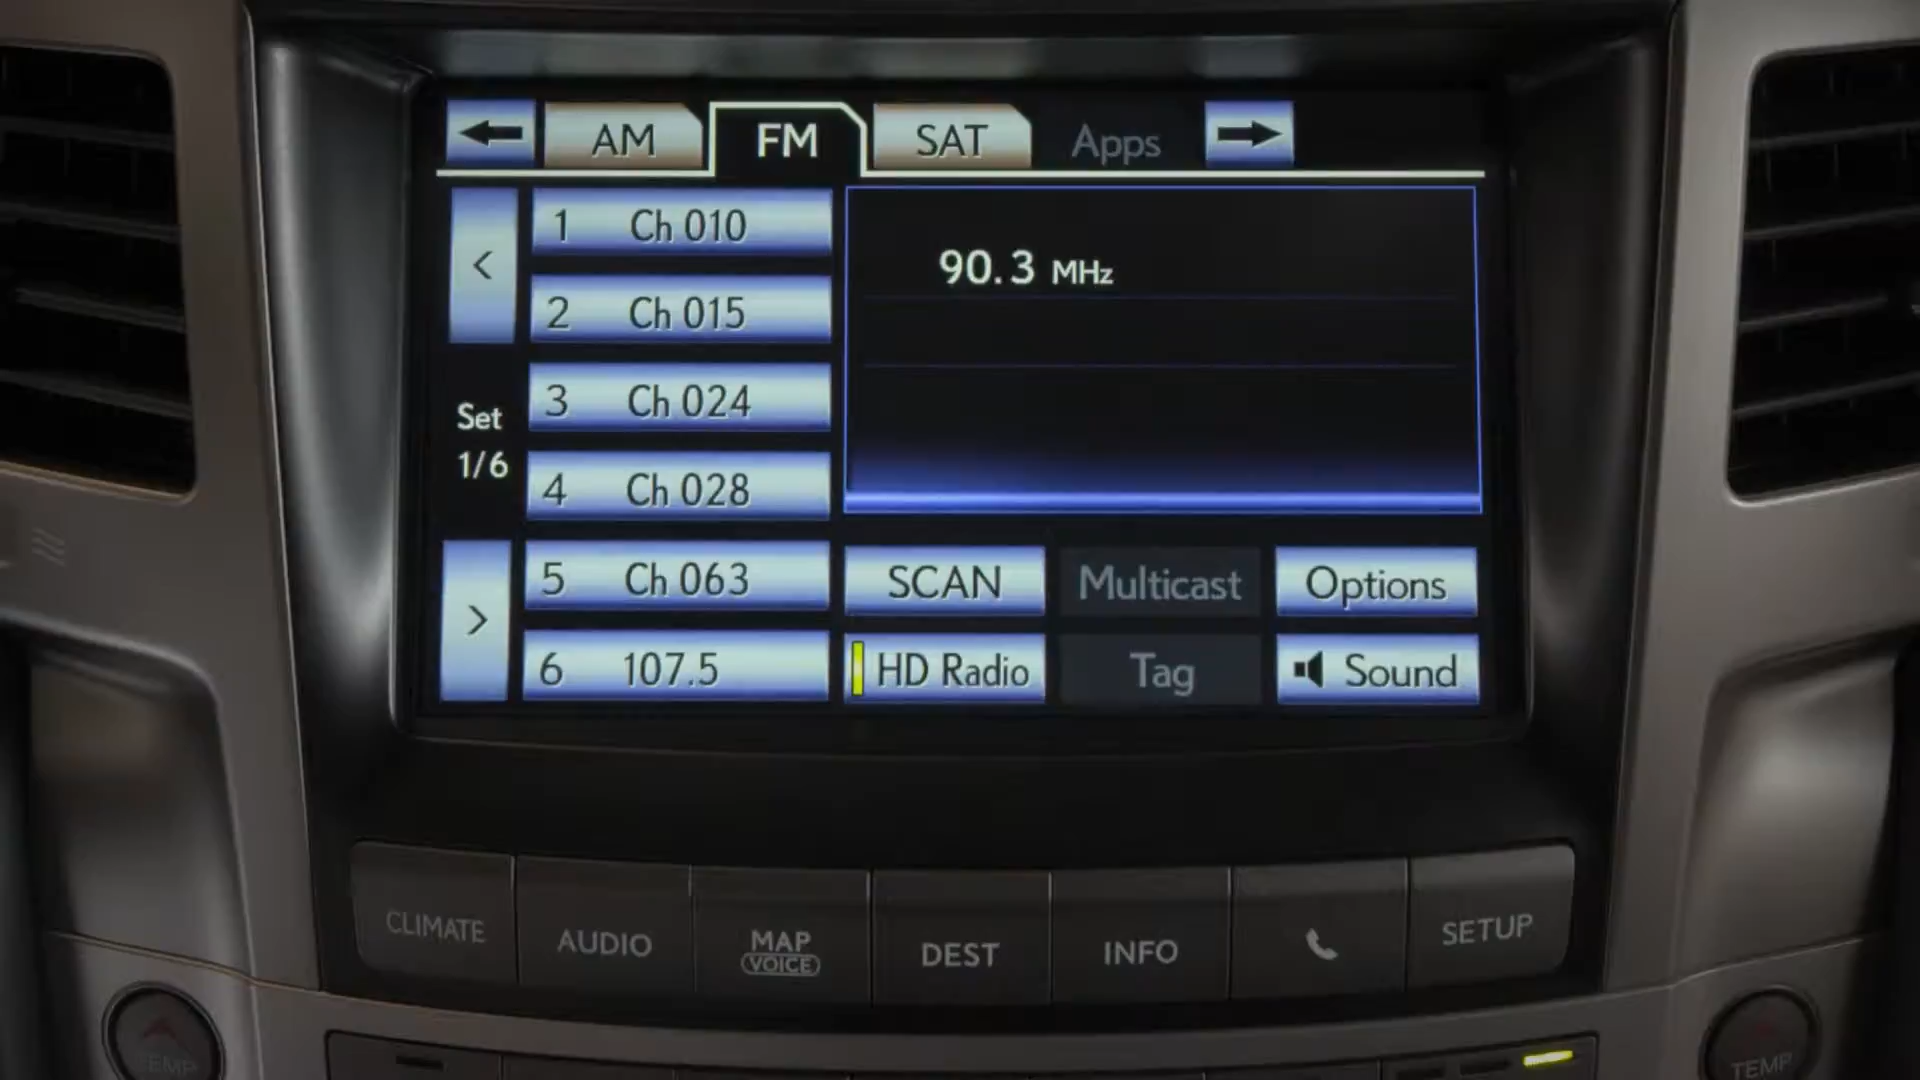 AM FM SAT Apps
1 Ch 010
2 Ch 015
3 Ch 024
4 Ch 028
5 Ch 063
6 107.5
<
Set
1/6
>
90.3 MHz
SCAN Multicast Options
HD Radio Tag Sound
CLIMATE AUDIO MAP VOICE DEST INFO SETUP
TEMP TEMP